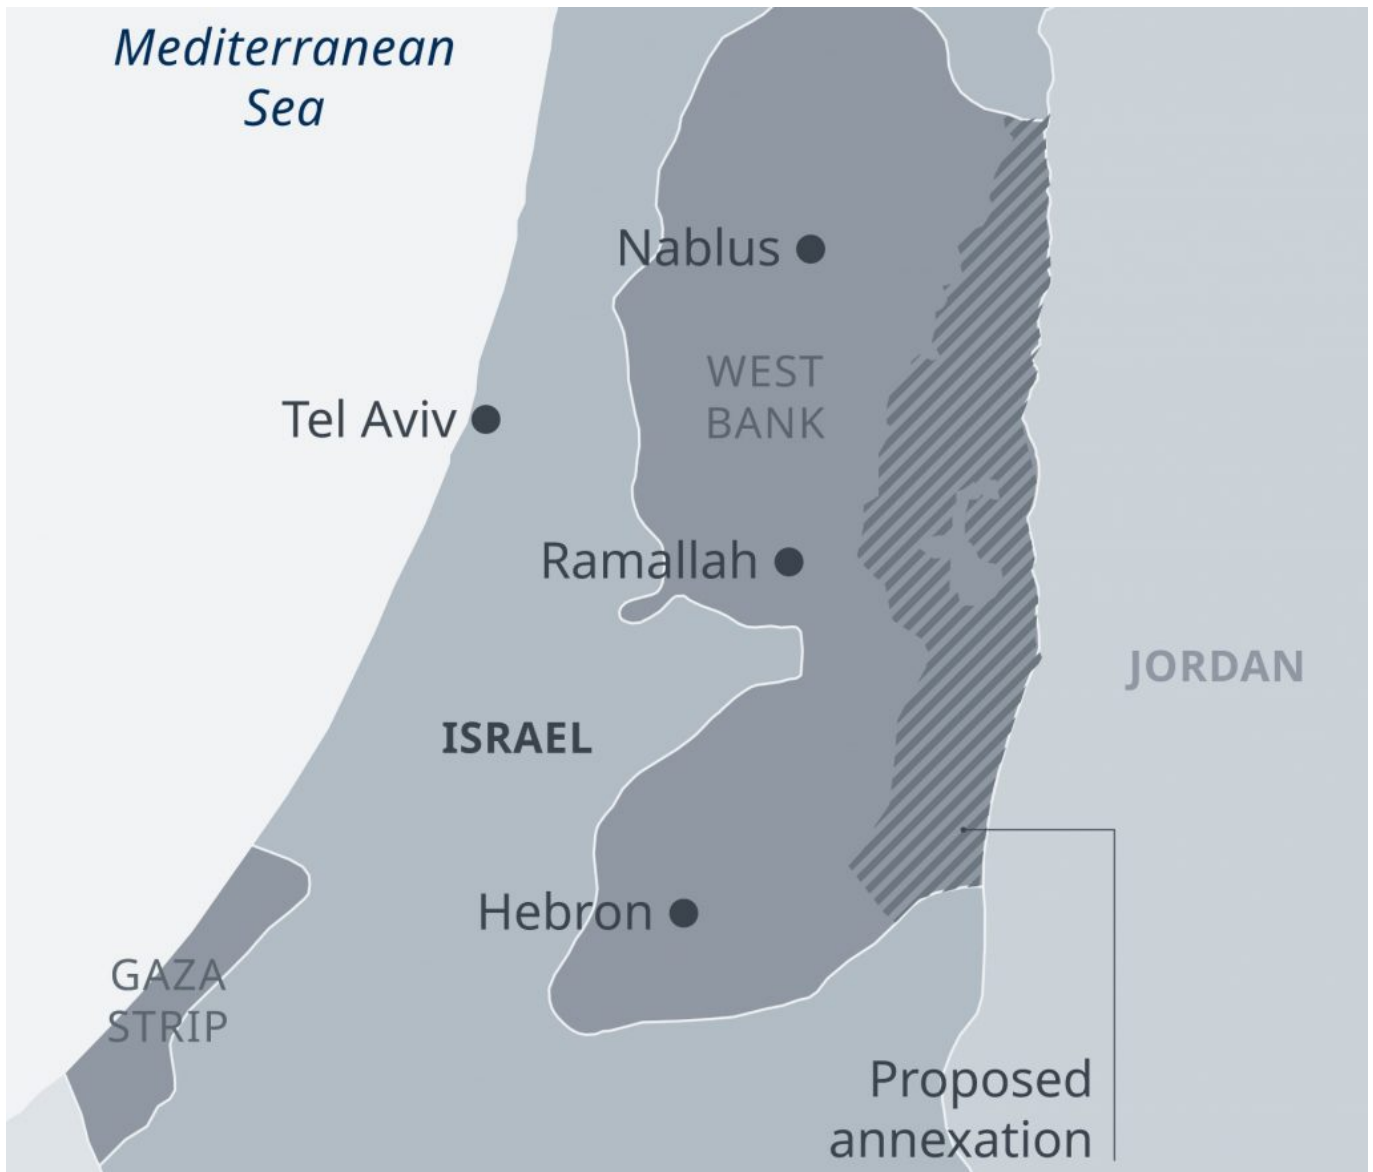 Mediterranean
Sea
Nablus
WEST
BANK
Tel Aviv
Ramallah
JORDAN
ISRAEL
Hebron
GAZA
STRIP
Proposed
annexation